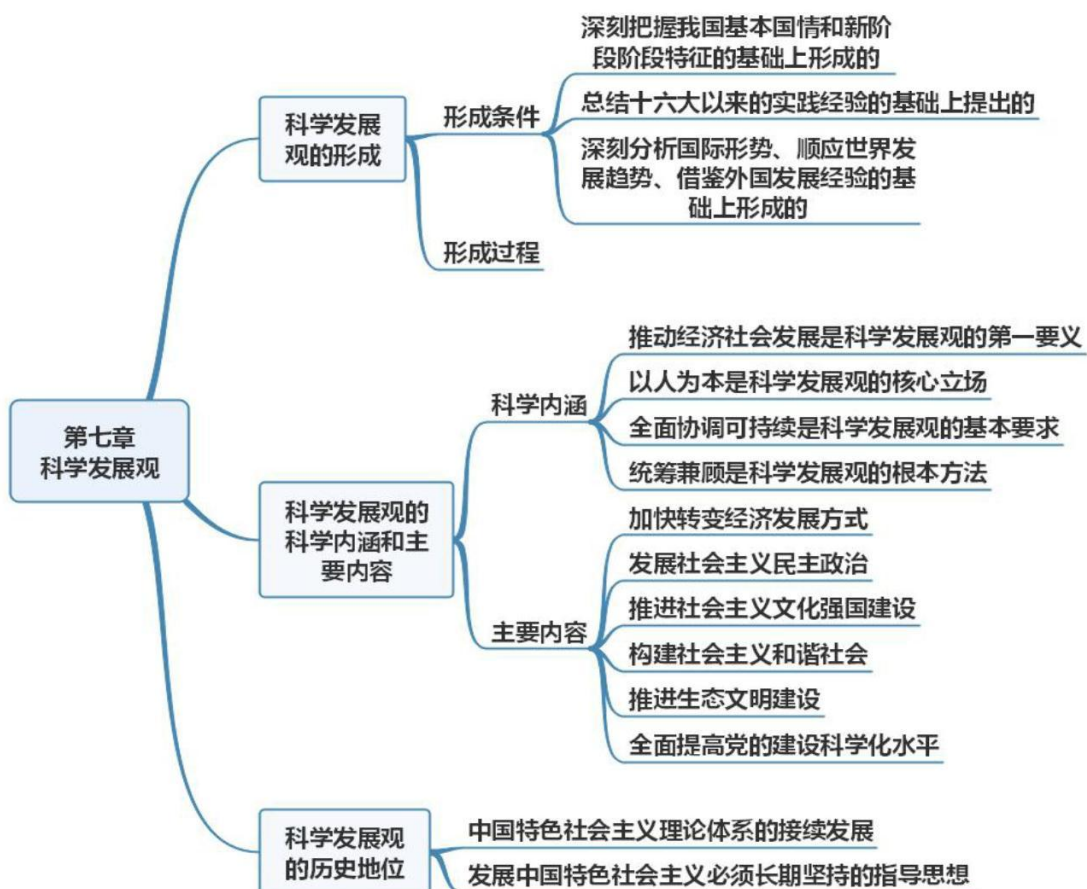 第七章
科学发展观
科学发展
观的形成
形成条件
深刻把握我国基本国情和新阶
段阶段特征的基础上形成的
总结十六大以来的实践经验的基础上提出的
深刻分析国际形势、顺应世界发
展趋势、借鉴外国发展经验的基
础上形成的
形成过程
科学发展观的
科学内涵和主
要内容
科学内涵
推动经济社会发展是科学发展观的第一要义
以人为本是科学发展观的核心立场
全面协调可持续是科学发展观的基本要求
统筹兼顾是科学发展观的根本方法
主要内容
加快转变经济发展方式
发展社会主义民主政治
推进社会主义文化强国建设
构建社会主义和谐社会
推进生态文明建设
全面提高党的建设科学化水平
科学发展观
的历史地位
中国特色社会主义理论体系的接续发展
发展中国特色社会主义必须长期坚持的指导思想